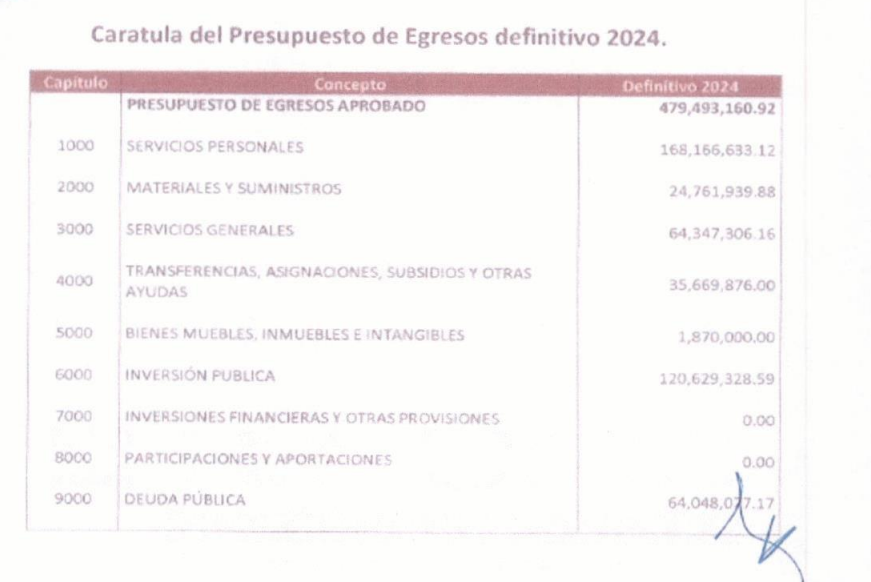 Caratula del Presupuesto de Egresos definitivo 2024.
Capítulo Concepto Definitivo 2024
PRESUPUESTO DE EGRESOS APROBADO 479,493,160.92
1000 SERVICIOS PERSONALES 168,166,633.12
2000 MATERIALES Y SUMINISTROS 24,761,939.88
3000 SERVICIOS GENERALES 64,347,306.16
4000 TRANSFERENCIAS, ASIGNACIONES, SUBSIDIOS Y OTRAS
AYUDAS 35,669,876.00
5000 BIENES MUEBLES, INMUEBLES E INTANGIBLES 1,870,000.00
6000 INVERSIÓN PUBLICA 120,629,328.59
7000 INVERSIONES FINANCIERAS Y OTRAS PROVISIONES 0.00
8000 PARTICIPACIONES Y APORTACIONES 0.00
9000 DEUDA PÚBLICA 64,048,077.17